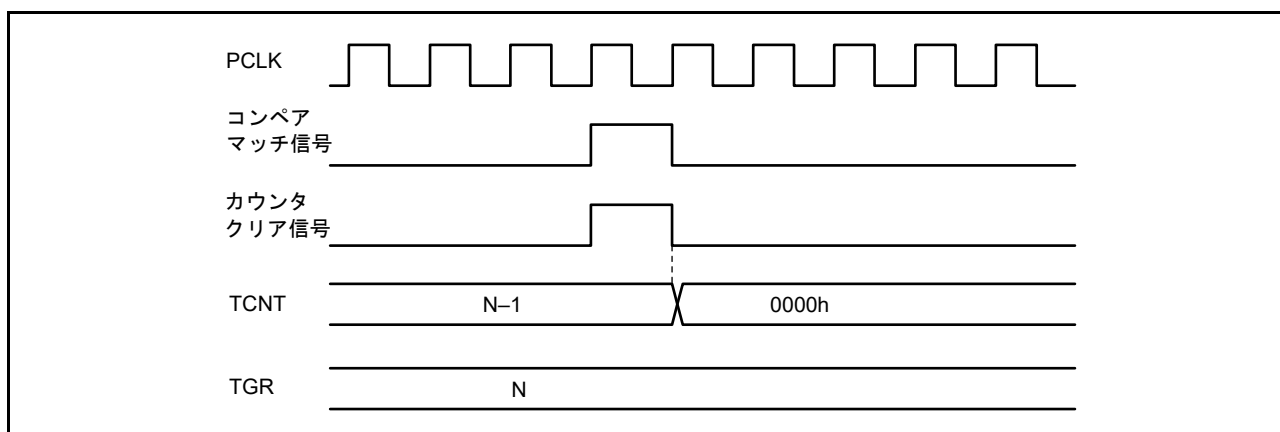 PCLK
コンペア
マッチ信号
カウンタ
クリア信号
TCNT
N–1
0000h
TGR
N